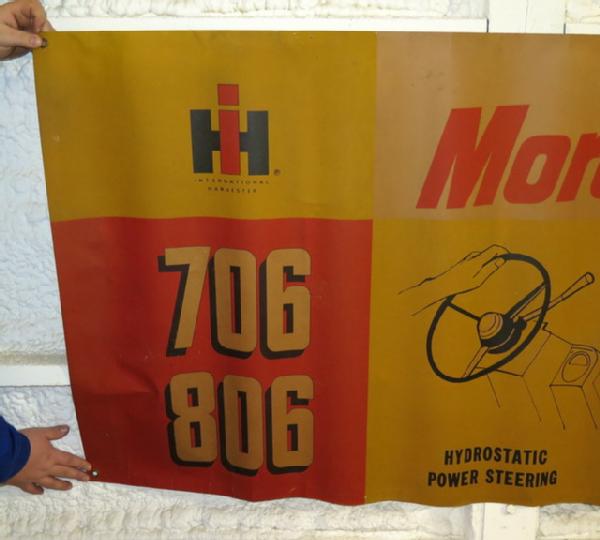 IH®
INTERNATIONAL
HARVESTER
Mor
706
806
HYDROSTATIC
POWER STEERING